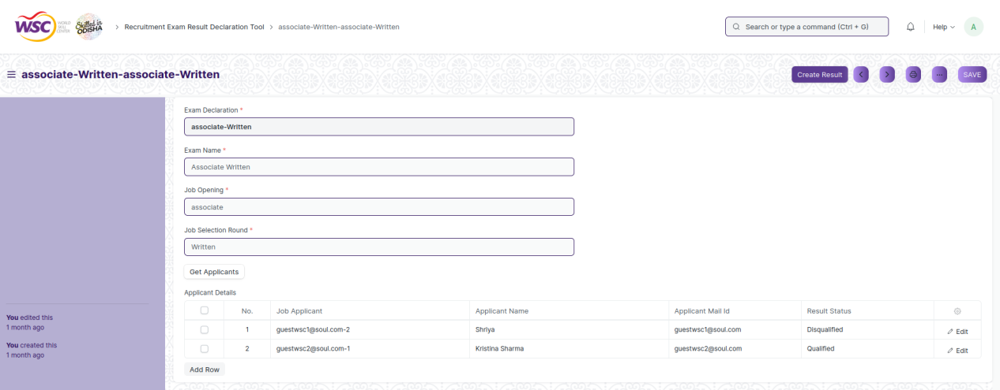 WSC WORLD SKILL CENTER Skilled in ODISHA > Recruitment Exam Result Declaration Tool > associate-Written-associate-Written Search or type a command (Ctrl + G) Help A
associate-Written-associate-Written Create Result < > ... SAVE
Exam Declaration *
associate-Written
Exam Name *
Associate Written
Job Opening *
associate
Job Selection Round *
Written
Get Applicants
Applicant Details
No. Job Applicant Applicant Name Applicant Mail Id Result Status
1 guestwsc1@soul.com-2 Shriya guestwsc1@soul.com Disqualified Edit
2 guestwsc2@soul.com-1 Kristina Sharma guestwsc2@soul.com Qualified Edit
Add Row
You edited this
1 month ago
You created this
1 month ago